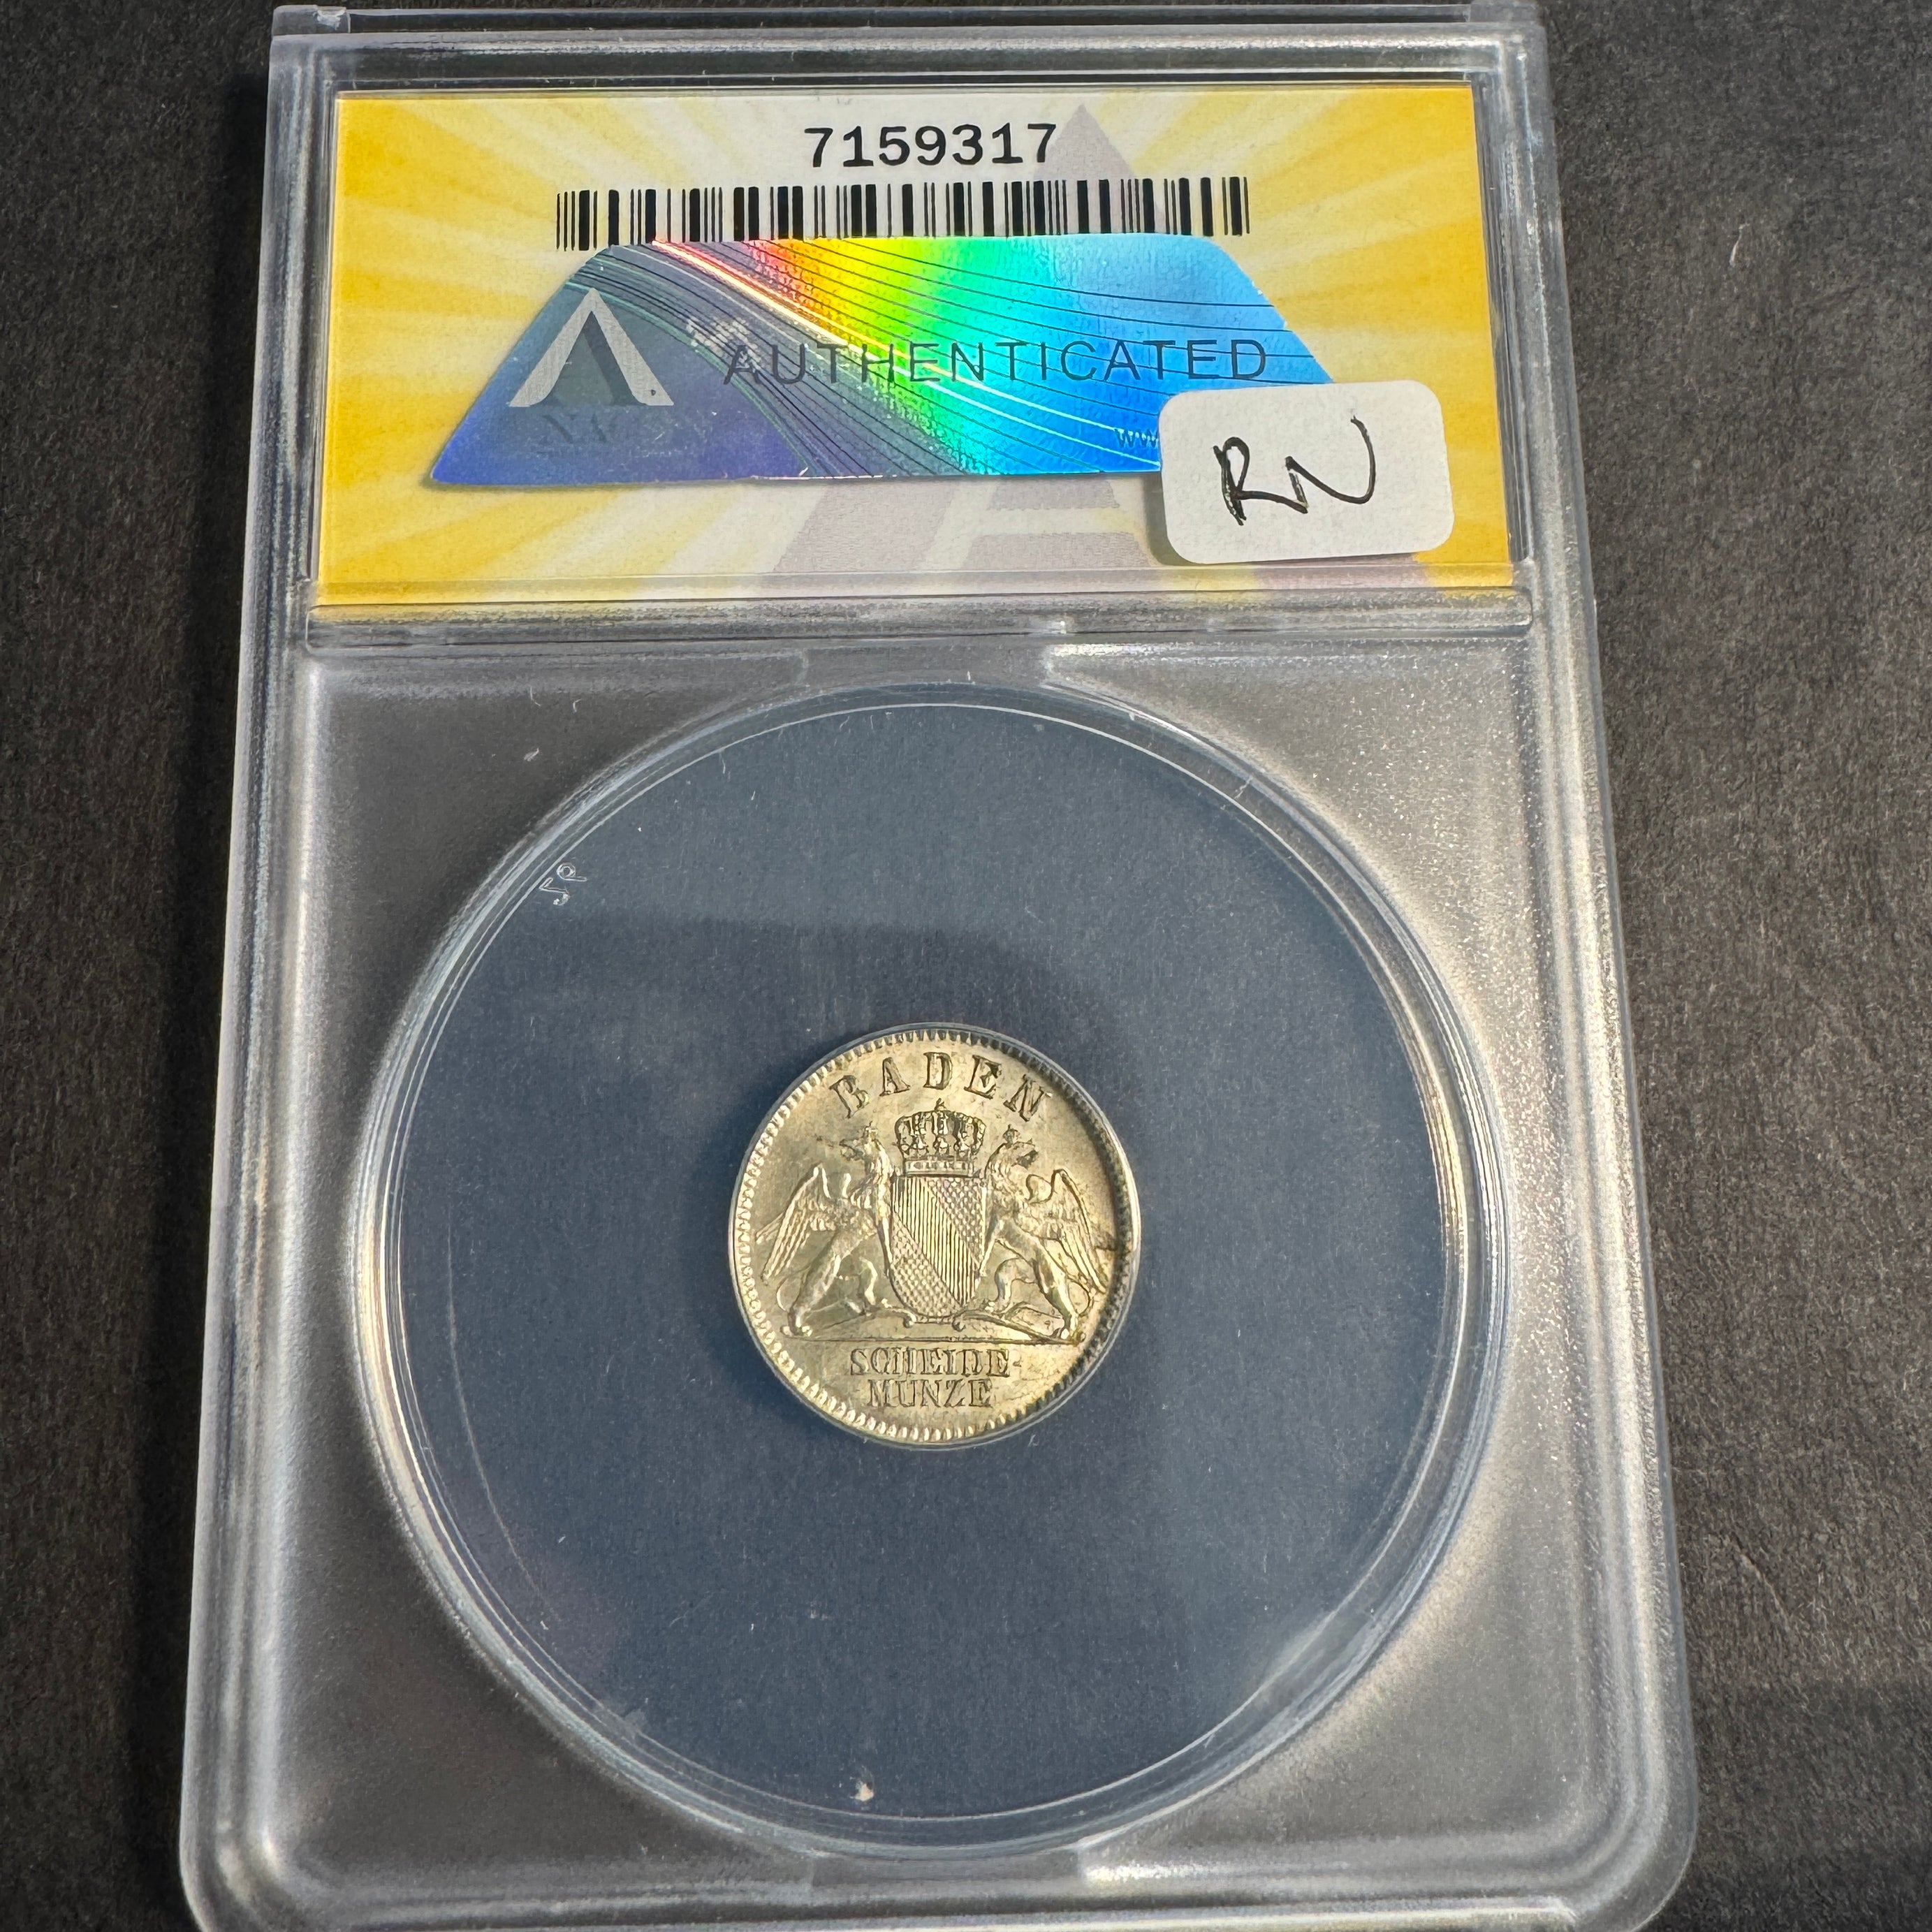 7159317
AUTHENTICATED
RN
BADEN
SCHEIDE-
MÜNZE